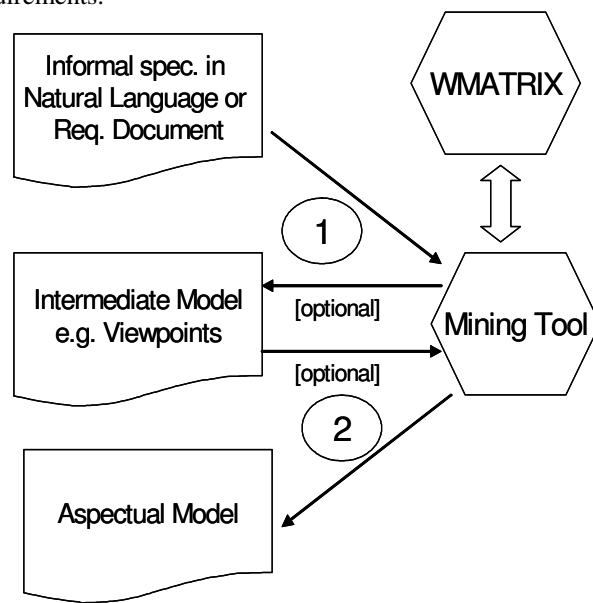 Informal spec. in
Natural Language or
Req. Document
WMATRIX
1
Intermediate Model
e.g. Viewpoints
[optional]
Mining Tool
[optional]
2
Aspectual Model